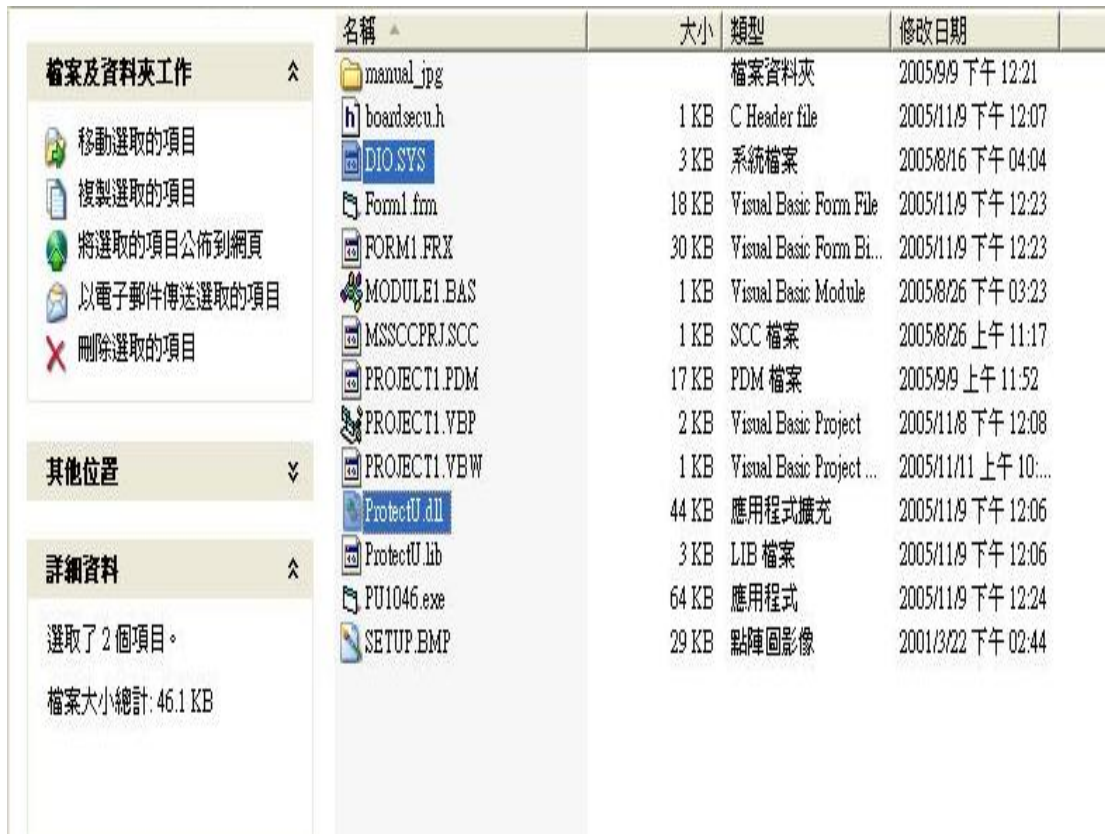 檔案及資料夾工作
移動選取的項目
複製選取的項目
將選取的項目公佈到網頁
以電子郵件傳送選取的項目
刪除選取的項目
其他位置
詳細資料
選取了 2 個項目。
檔案大小總計: 46.1 KB
名稱 大小 類型 修改日期
manual_jpg 檔案資料夾 2005/9/9 下午 12:21
boardsecu.h 1 KB C Header file 2005/11/9 下午 12:07
DIO.SYS 3 KB 系統檔案 2005/8/16 下午 04:04
Form1.frm 18 KB Visual Basic Form File 2005/11/9 下午 12:23
FORM1.FRX 30 KB Visual Basic Form Bi... 2005/11/9 下午 12:23
MODULE1.BAS 1 KB Visual Basic Module 2005/8/26 下午 03:23
MSSCCPRJ.SCC 1 KB SCC 檔案 2005/8/26 上午 11:17
PROJECT1.PDM 17 KB PDM 檔案 2005/9/9 上午 11:52
PROJECT1.VBP 2 KB Visual Basic Project 2005/11/8 下午 12:08
PROJECT1.VBW 1 KB Visual Basic Project ... 2005/11/11 上午 10:...
ProtectU.dll 44 KB 應用程式擴充 2005/11/9 下午 12:06
ProtectU.lib 3 KB LIB 檔案 2005/11/9 下午 12:06
PU1046.exe 64 KB 應用程式 2005/11/9 下午 12:24
SETUP.BMP 29 KB 點陣圖影像 2001/3/22 下午 02:44